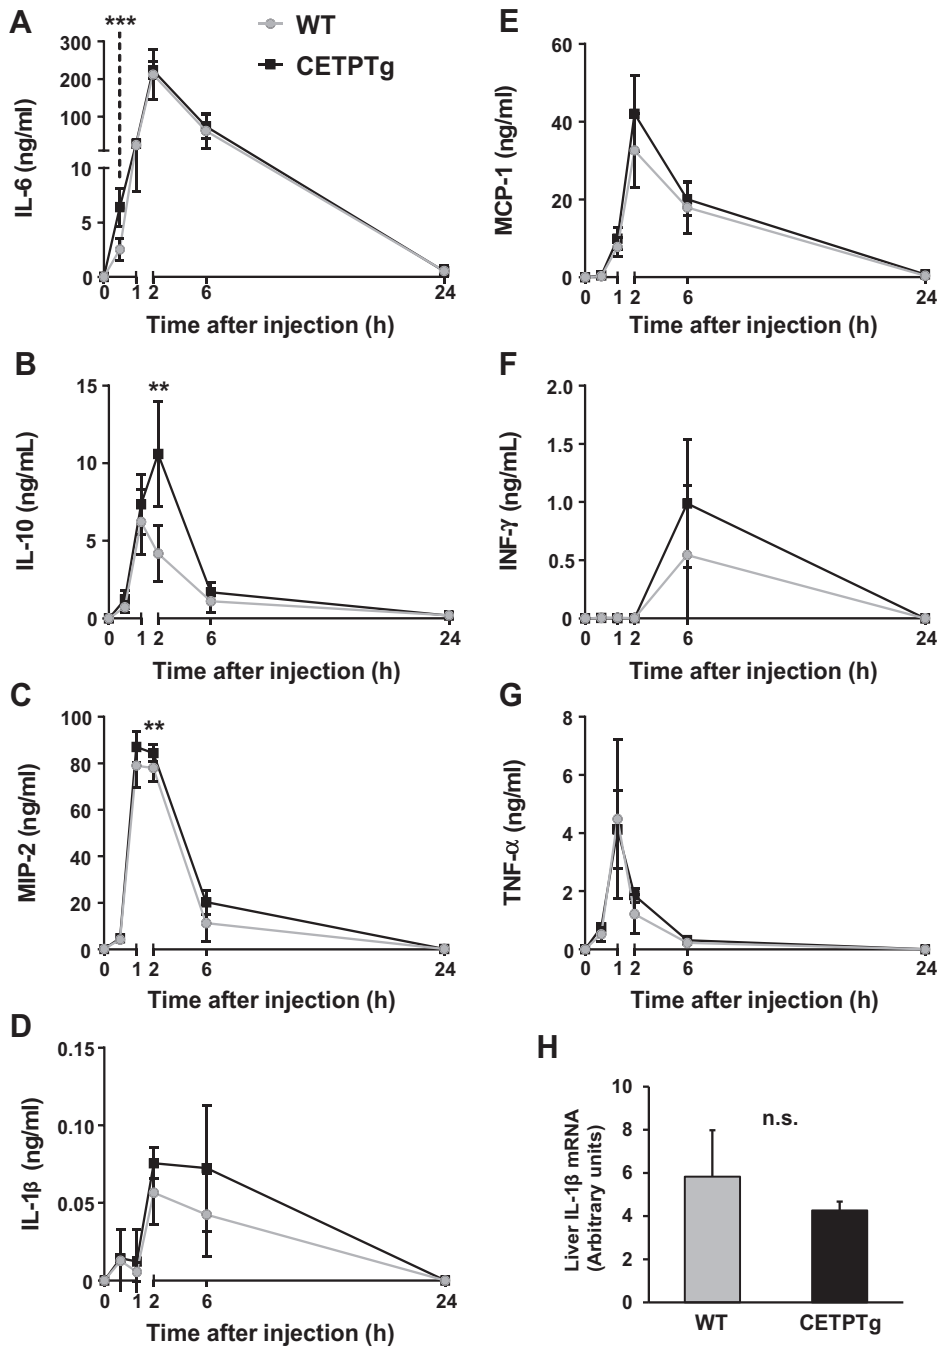 A
***
WT
CETPTg
300
200
100
10
5
0
IL-6 (ng/ml)
0 1 2 6 24
Time after injection (h)
E
60
40
20
0
MCP-1 (ng/ml)
0 1 2 6 24
Time after injection (h)
B
**
15
10
5
0
IL-10 (ng/mL)
0 1 2 6 24
Time after injection (h)
F
2.0
1.5
1.0
0.5
0
INF-γ (ng/mL)
0 1 2 6 24
Time after injection (h)
C
**
100
80
60
40
20
0
MIP-2 (ng/ml)
0 1 2 6 24
Time after injection (h)
G
8
6
4
2
0
TNF-α (ng/ml)
0 1 2 6 24
Time after injection (h)
D
0.15
0.10
0.05
0
IL-1β (ng/ml)
0 1 2 6 24
Time after injection (h)
H
10
8
6
4
2
0
Liver IL-1β mRNA
(Arbitrary units)
n.s.
WT CETPTg